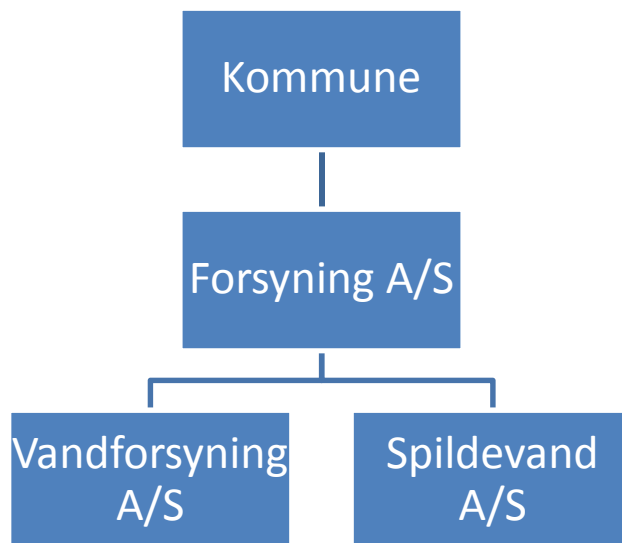 Kommune
Forsyning A/S
Vandforsyning
A/S
Spildevand
A/S